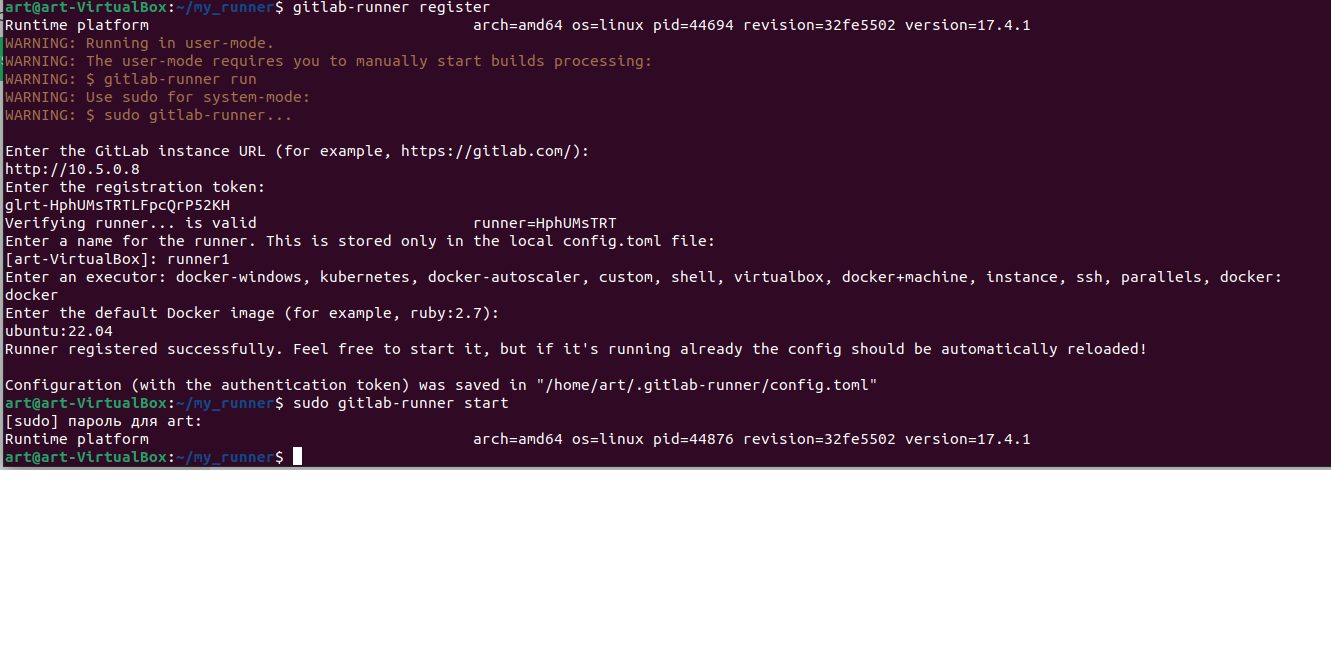 art@art-VirtualBox:~/my_runner$ gitlab-runner register
Runtime platform                                    arch=amd64 os=linux pid=44694 revision=32fe5502 version=17.4.1
WARNING: Running in user-mode.
WARNING: The user-mode requires you to manually start builds processing:
WARNING: $ gitlab-runner run
WARNING: Use sudo for system-mode:
WARNING: $ sudo gitlab-runner...
Enter the GitLab instance URL (for example, https://gitlab.com/):
http://10.5.0.8
Enter the registration token:
glrt-HphUMsTRTLFpcQrP52KH
Verifying runner... is valid                        runner=HphUMsTRT
Enter a name for the runner. This is stored only in the local config.toml file:
[art-VirtualBox]: runner1
Enter an executor: docker-windows, kubernetes, docker-autoscaler, custom, shell, virtualbox, docker+machine, instance, ssh, parallels, docker:
docker
Enter the default Docker image (for example, ruby:2.7):
ubuntu:22.04
Runner registered successfully. Feel free to start it, but if it's running already the config should be automatically reloaded!
Configuration (with the authentication token) was saved in "/home/art/.gitlab-runner/config.toml"
art@art-VirtualBox:~/my_runner$ sudo gitlab-runner start
[sudo] пароль для art:
Runtime platform                                    arch=amd64 os=linux pid=44876 revision=32fe5502 version=17.4.1
art@art-VirtualBox:~/my_runner$